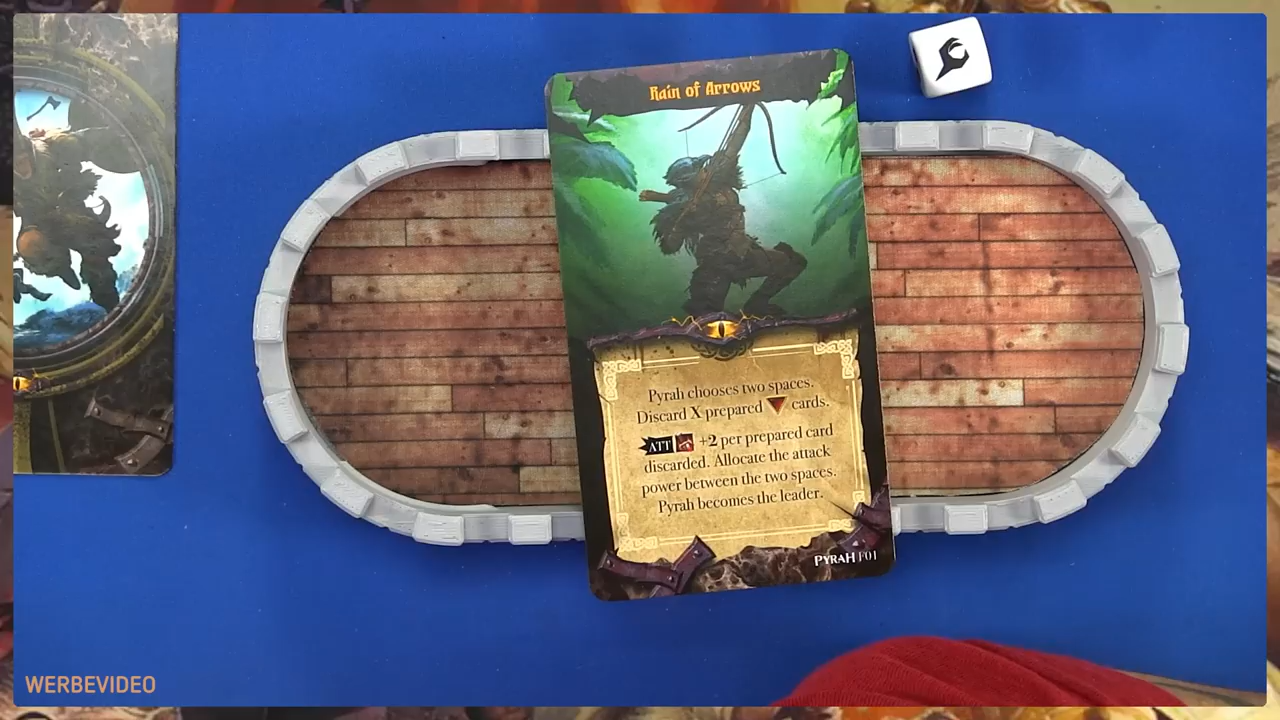 Rain of Arrows
Pyrah chooses two spaces.
Discard X prepared cards.
ATT +2 per prepared card
discarded. Allocate the attack
power between the two spaces.
Pyrah becomes the leader.
PYRAH F01
WERBEVIDEO